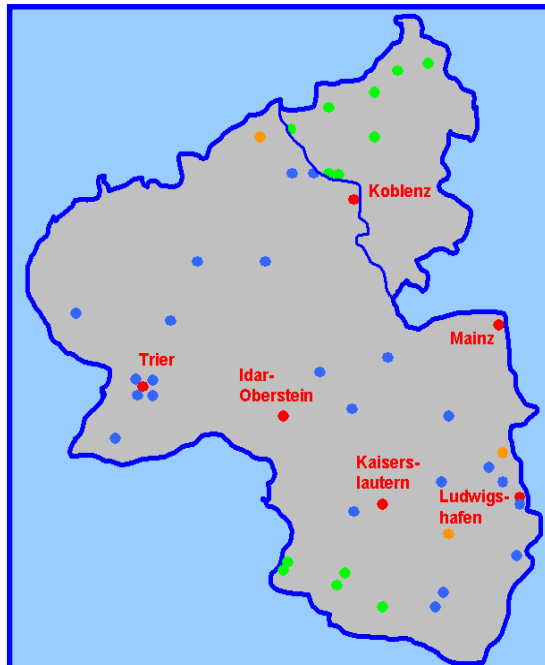 Koblenz
Mainz
Trier
Idar-
Oberstein
Kaisers-
lautern
Ludwigs-
hafen